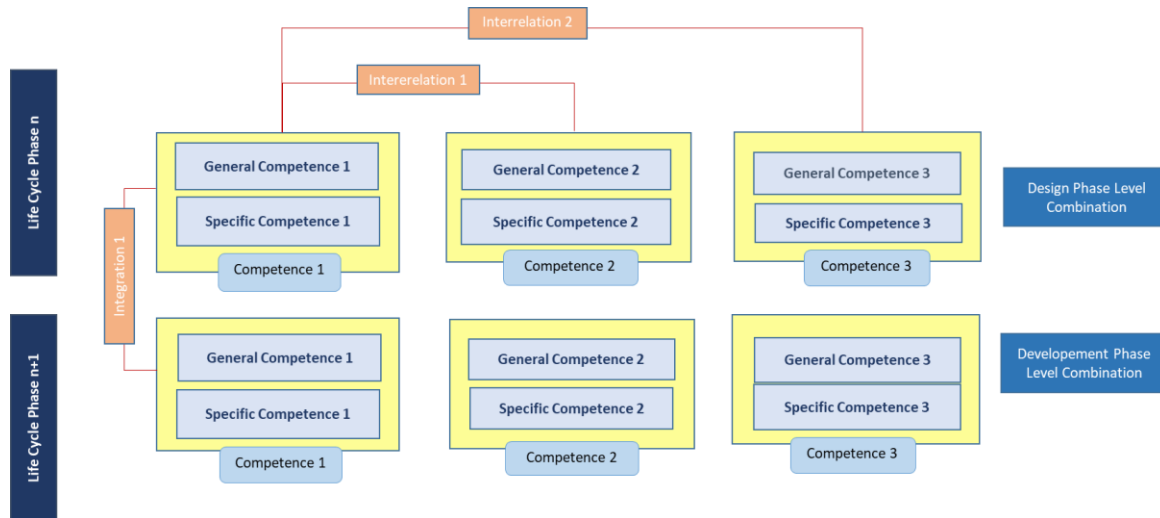 Interrelation 2
Intererelation 1
Life Cycle Phase n
General Competence 1
General Competence 2
General Competence 3
Design Phase Level
Combination
Specific Competence 1
Specific Competence 2
Specific Competence 3
Competence 1
Competence 2
Competence 3
Integration 1
Life Cycle Phase n+1
General Competence 1
General Competence 2
General Competence 3
Developement Phase
Level Combination
Specific Competence 1
Specific Competence 2
Specific Competence 3
Competence 1
Competence 2
Competence 3